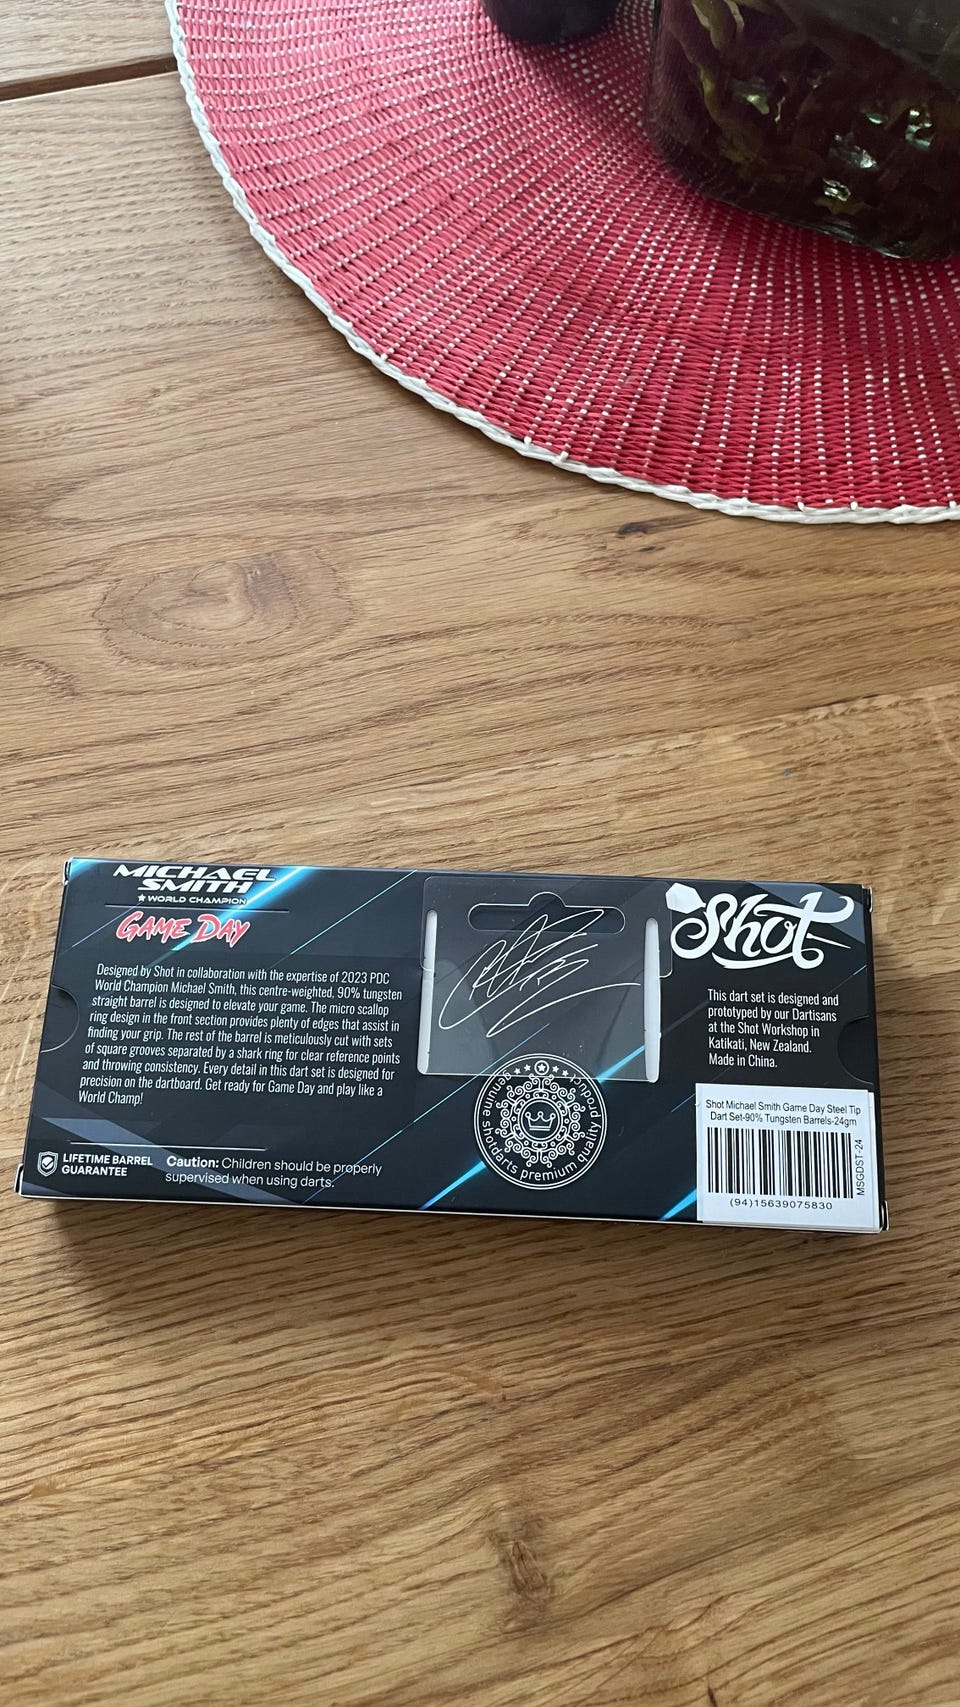 MICHAEL
SMITH
★ WORLD CHAMPION
GAME DAY
Designed by Shot in collaboration with the expertise of 2023 PDC
World Champion Michael Smith, this centre-weighted, 90% tungsten
straight barrel is designed to elevate your game. The micro scallop
ring design in the front section provides plenty of edges that assist in
finding your grip. The rest of the barrel is meticulously cut with sets
of square grooves separated by a shark ring for clear reference points
and throwing consistency. Every detail in this dart set is designed for
precision on the dartboard. Get ready for Game Day and play like a
World Champ!
LIFETIME BARREL
GUARANTEE
Caution: Children should be properly
supervised when using darts.
genuine shotdarts premium quality product
Shot
This dart set is designed and
prototyped by our Dartisans
at the Shot Workshop in
Katikati, New Zealand.
Made in China.
Shot Michael Smith Game Day Steel Tip
Dart Set-90% Tungsten Barrels-24gm
(94)15639075830
MSGDST-24